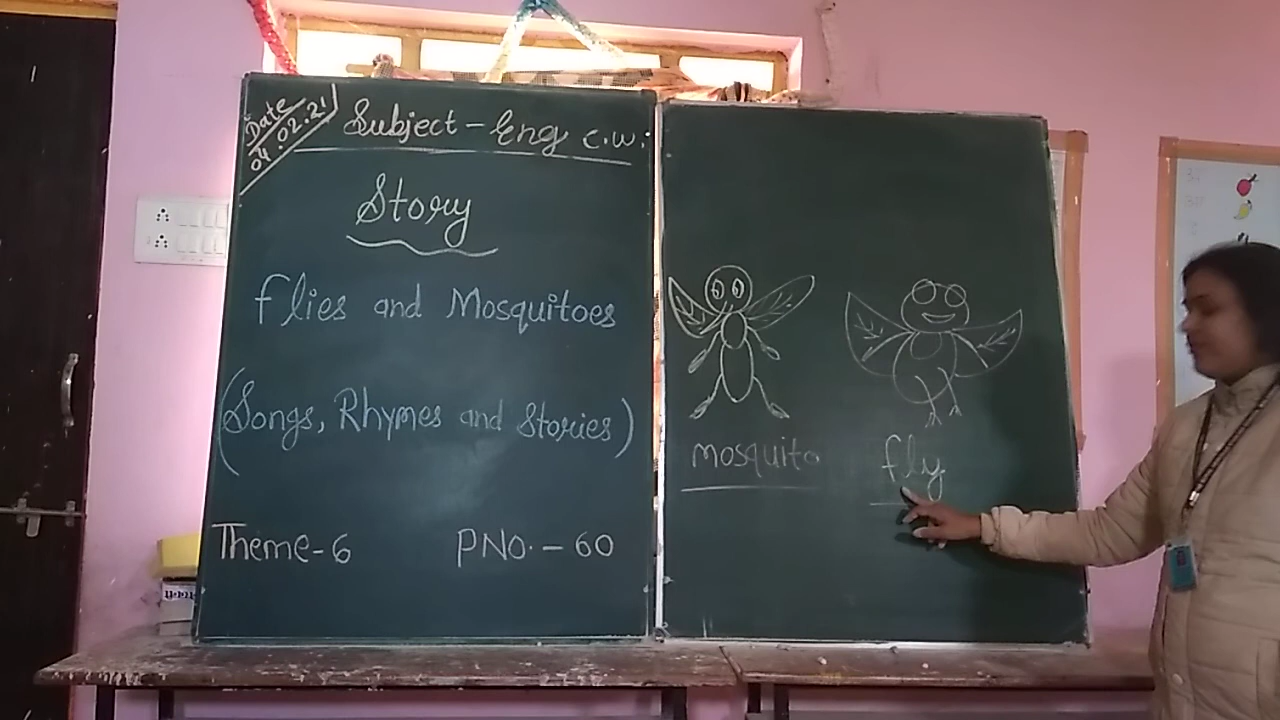 Date
04.02.21
Subject - Eng c.w:
Story
Flies and Mosquitoes
(Songs, Rhymes and Stories)
Theme-6 PNO.-60
mosquito fly